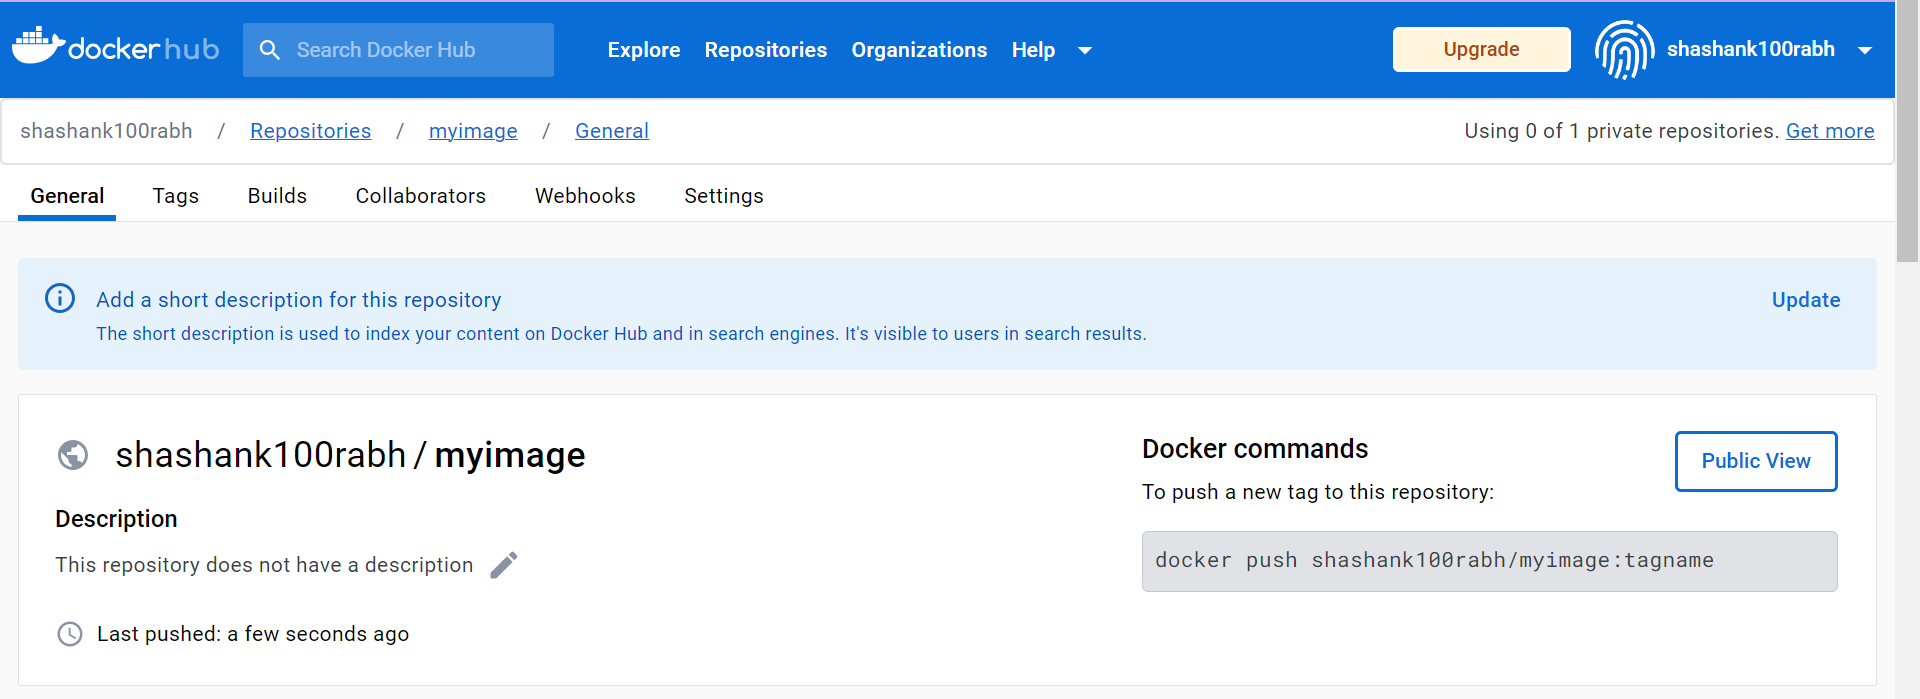 dockerhub Search Docker Hub Explore Repositories Organizations Help Upgrade shashank100rabh
shashank100rabh / Repositories / myimage / General Using 0 of 1 private repositories. Get more
General Tags Builds Collaborators Webhooks Settings
Add a short description for this repository Update
The short description is used to index your content on Docker Hub and in search engines. It's visible to users in search results.
shashank100rabh / myimage
Description
This repository does not have a description
Last pushed: a few seconds ago
Docker commands
Public View
To push a new tag to this repository:
docker push shashank100rabh/myimage:tagname